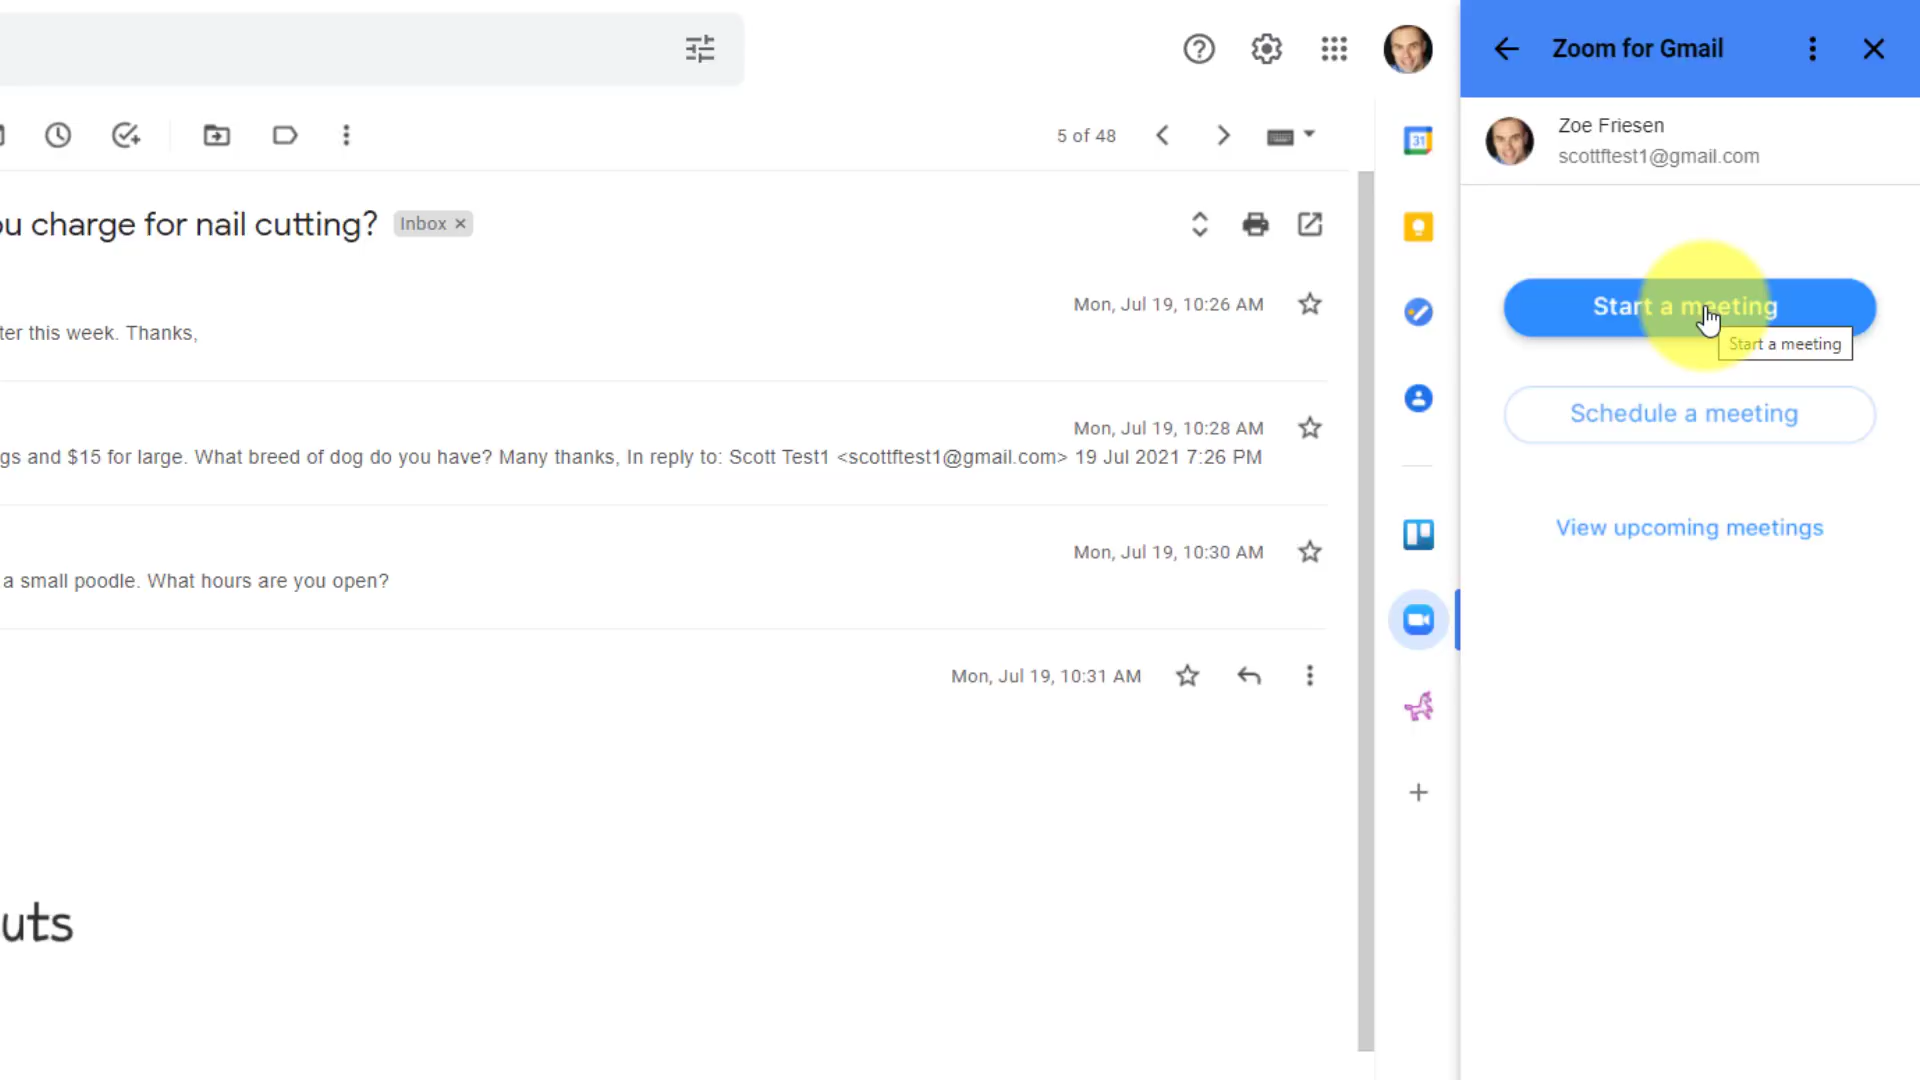 Zoom for Gmail
Zoe Friesen
scottftest1@gmail.com
5 of 48
31
ou charge for nail cutting?
Inbox ×
Mon, Jul 19, 10:26 AM
ter this week. Thanks,
Mon, Jul 19, 10:28 AM
gs and $15 for large. What breed of dog do you have? Many thanks, In reply to: Scott Test1 <scottftest1@gmail.com> 19 Jul 2021 7:26 PM
Mon, Jul 19, 10:30 AM
a small poodle. What hours are you open?
Mon, Jul 19, 10:31 AM
uts
Start a meeting
Start a meeting
Schedule a meeting
View upcoming meetings